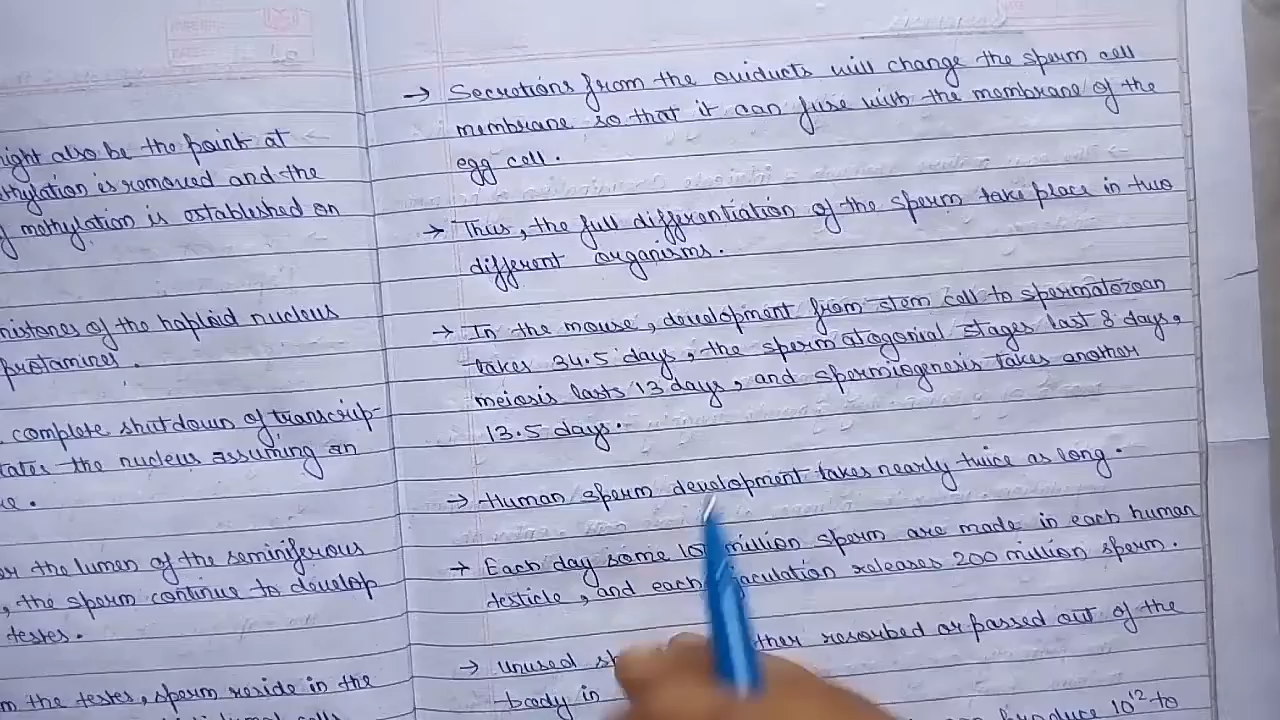 ight also be the point at
thylation is removed and the
f methylation is established on
histones of the haploid nucleus
protamines.
complete shutdown of transcrip-
tates the nucleus assuming an
the lumen of the seminiferous
, the sperm continue to develop
testes.
m the testes, sperm reside in the
→ Secretions from the oviducts will change the sperm cell
membrane so that it can fuse with the membrane of the
egg cell.
→ Thus, the full differentiation of the sperm take place in two
different organisms.
→ In the mouse, development from stem cell to spermatozoan
takes 34.5 days, the spermatogonial stages last 8 days,
meiosis lasts 13 days, and spermiogenesis takes another
13.5 days.
→ Human sperm development takes nearly twice as long.
→ Each day some million sperm are made in each human
testicle, and each jaculation releases 200 million sperm.
→ Unused ther resorbed or passed out of the
body in
10¹² to